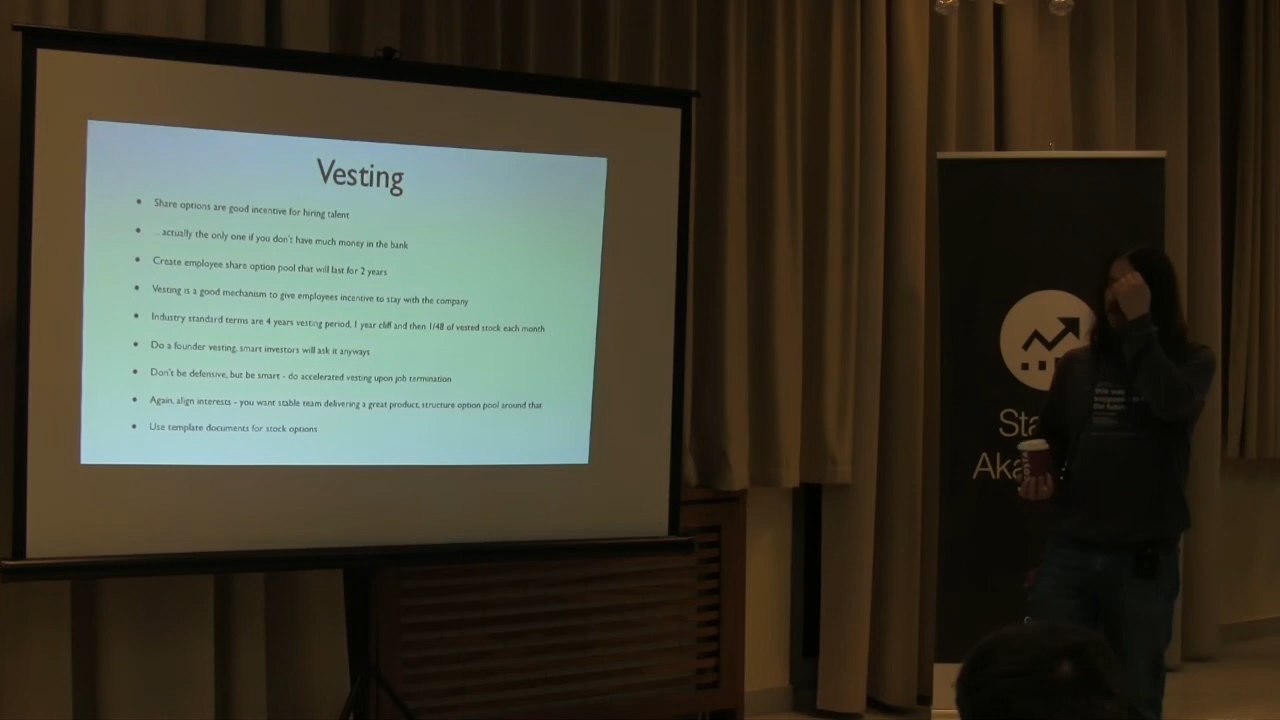 Vesting
Share options are good incentive for hiring talent
...actually the only one if you don't have much money in the bank
Create employee share option pool that will last for 2 years
Vesting is a good mechanism to give employees incentive to stay with the company
Industry standard terms are 4 years vesting period, 1 year cliff and then 1/48 of vested stock each month
Do a founder vesting, smart investors will ask it anyways
Don't be defensive, but be smart - do accelerated vesting upon job termination
Again, align interests - you want stable team delivering a great product, structure option pool around that
Use template documents for stock options
Sta
Aka
COSTA